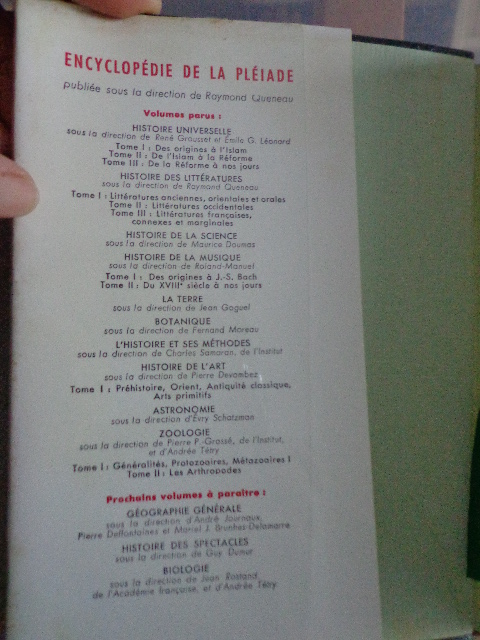 ENCYCLOPÉDIE DE LA PLÉIADE
publiée sous la direction de Raymond Queneau
Volumes parus :
HISTOIRE UNIVERSELLE
sous la direction de René Grousset et Émile G. Léonard
Tome I : Des origines à l'Islam
Tome II : De l'Islam à la Réforme
Tome III : De la Réforme à nos jours
HISTOIRE DES LITTÉRATURES
sous la direction de Raymond Queneau
Tome I : Littératures anciennes, orientales et orales
Tome II : Littératures occidentales
Tome III : Littératures françaises,
connexes et marginales
HISTOIRE DE LA SCIENCE
sous la direction de Maurice Daumas
HISTOIRE DE LA MUSIQUE
sous la direction de Roland-Manuel
Tome I : Des origines à J.-S. Bach
Tome II : Du XVIIIe siècle à nos jours
LA TERRE
sous la direction de Jean Goguel
BOTANIQUE
sous la direction de Fernand Moreau
L'HISTOIRE ET SES MÉTHODES
sous la direction de Charles Samaran, de l'Institut
HISTOIRE DE L'ART
sous la direction de Pierre Devambez
Tome I : Préhistoire, Orient, Antiquité classique,
Arts primitifs
ASTRONOMIE
sous la direction d'Évry Schatzman
ZOOLOGIE
sous la direction de Pierre P.-Grassé, de l'Institut,
et d'Andrée Tétry
Tome I : Généralités, Protozoaires, Métazoaires I
Tome II : Les Arthropodes
Prochains volumes à paraître :
GÉOGRAPHIE GÉNÉRALE
sous la direction d'André Journaux,
Pierre Deffontaines et Mariel J.-Brunhes-Delamarre
HISTOIRE DES SPECTACLES
sous la direction de Guy Dumur
BIOLOGIE
sous la direction de Jean Rostand,
de l'Académie française, et d'Andrée Tétry